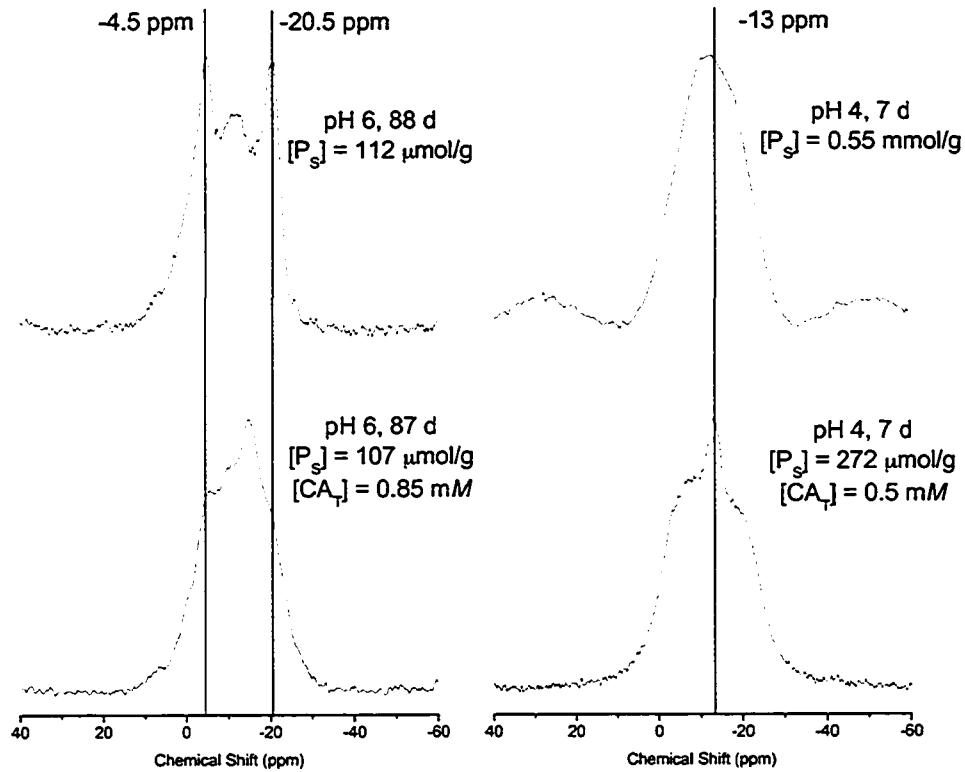 -4.5 ppm
-20.5 ppm
-13 ppm
pH 6, 88 d
[P_S] = 112 μmol/g
pH 4, 7 d
[P_S] = 0.55 mmol/g
pH 6, 87 d
[P_S] = 107 μmol/g
[CA_T] = 0.85 mM
pH 4, 7 d
[P_S] = 272 μmol/g
[CA_T] = 0.5 mM
40 20 0 -20 -40 -60
Chemical Shift (ppm)
40 20 0 -20 -40 -60
Chemical Shift (ppm)